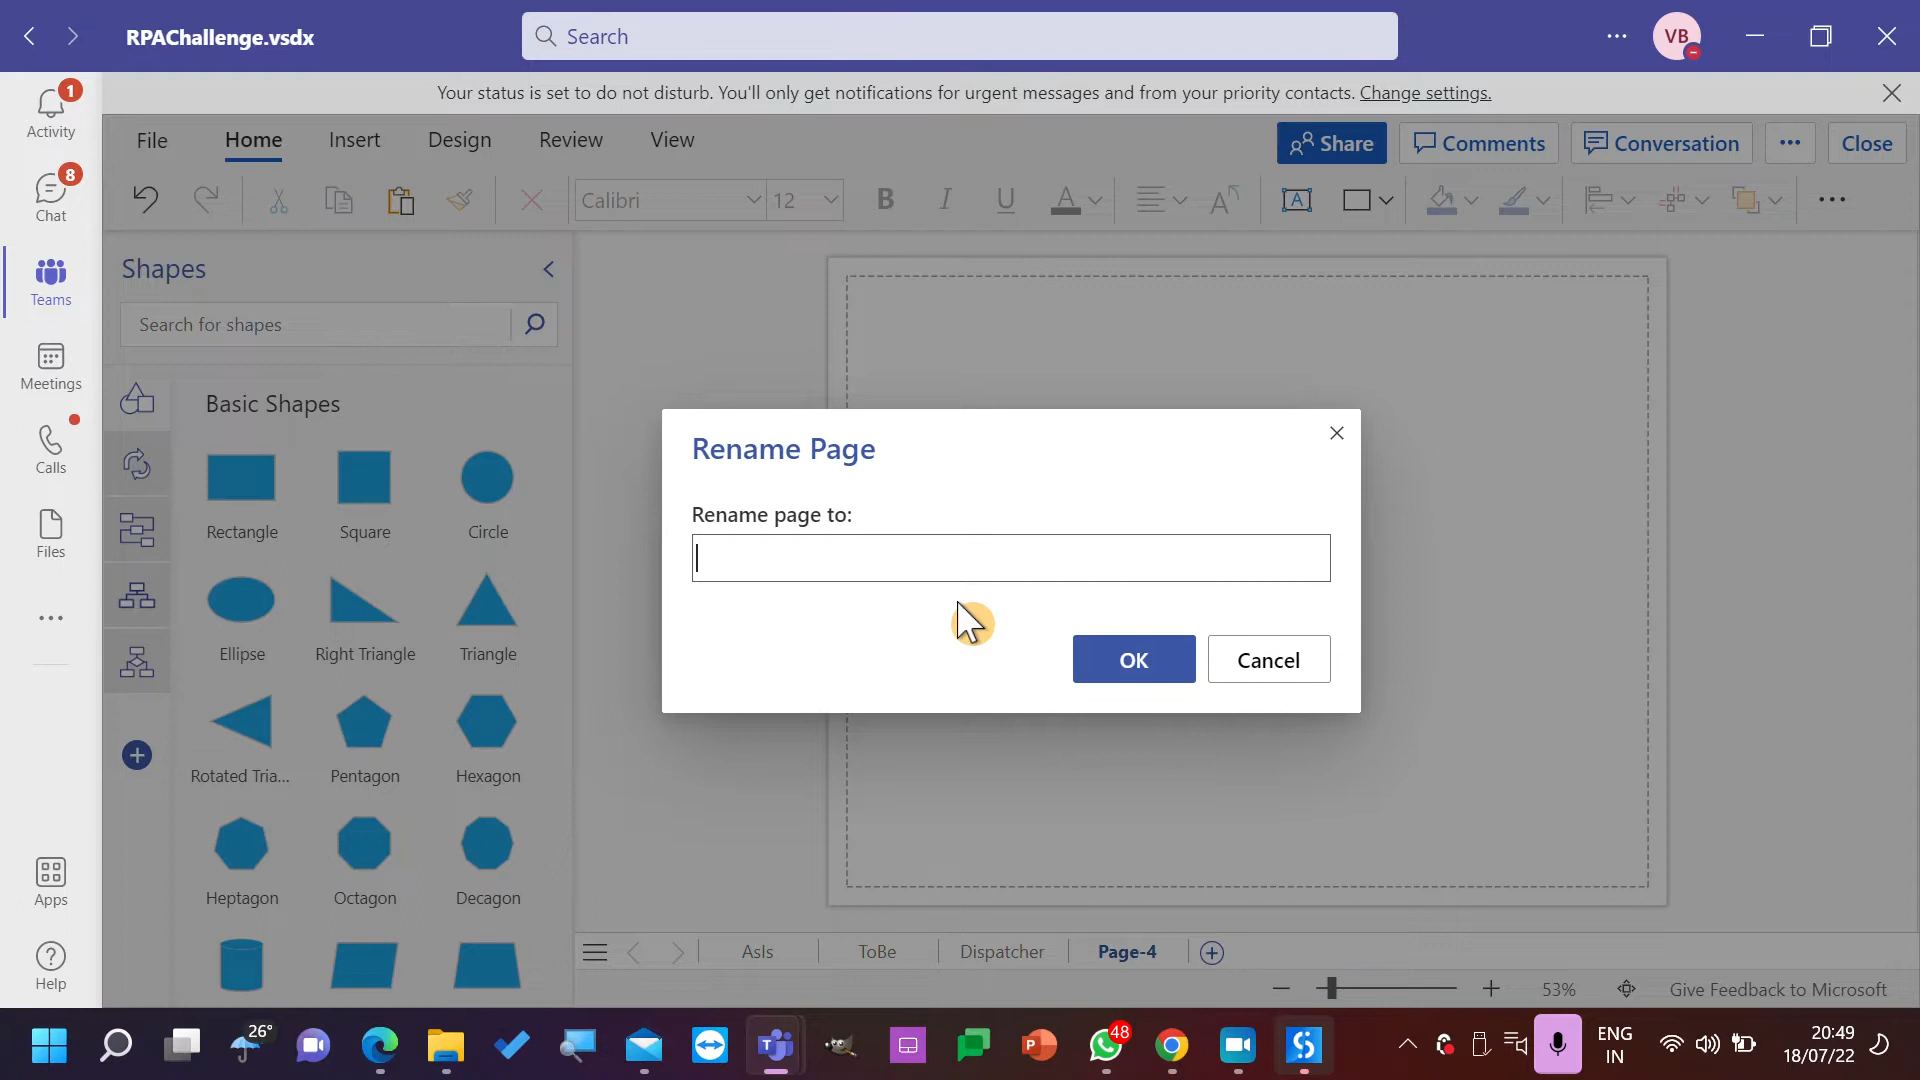 RPAChallenge.vsdx
Search
VB
Your status is set to do not disturb. You'll only get notifications for urgent messages and from your priority contacts. Change settings.
1
Activity
8
Chat
Teams
Meetings
Calls
Files
Apps
Help
File
Home
Insert
Design
Review
View
Share
Comments
Conversation
Close
Calibri
12
B
I
U
A
A
A
Shapes
Search for shapes
Basic Shapes
Rectangle
Square
Circle
Ellipse
Right Triangle
Triangle
Rotated Tria...
Pentagon
Hexagon
Heptagon
Octagon
Decagon
Rename Page
Rename page to:
OK
Cancel
AsIs
ToBe
Dispatcher
Page-4
53%
Give Feedback to Microsoft
26°
48
ENG
IN
20:49
18/07/22